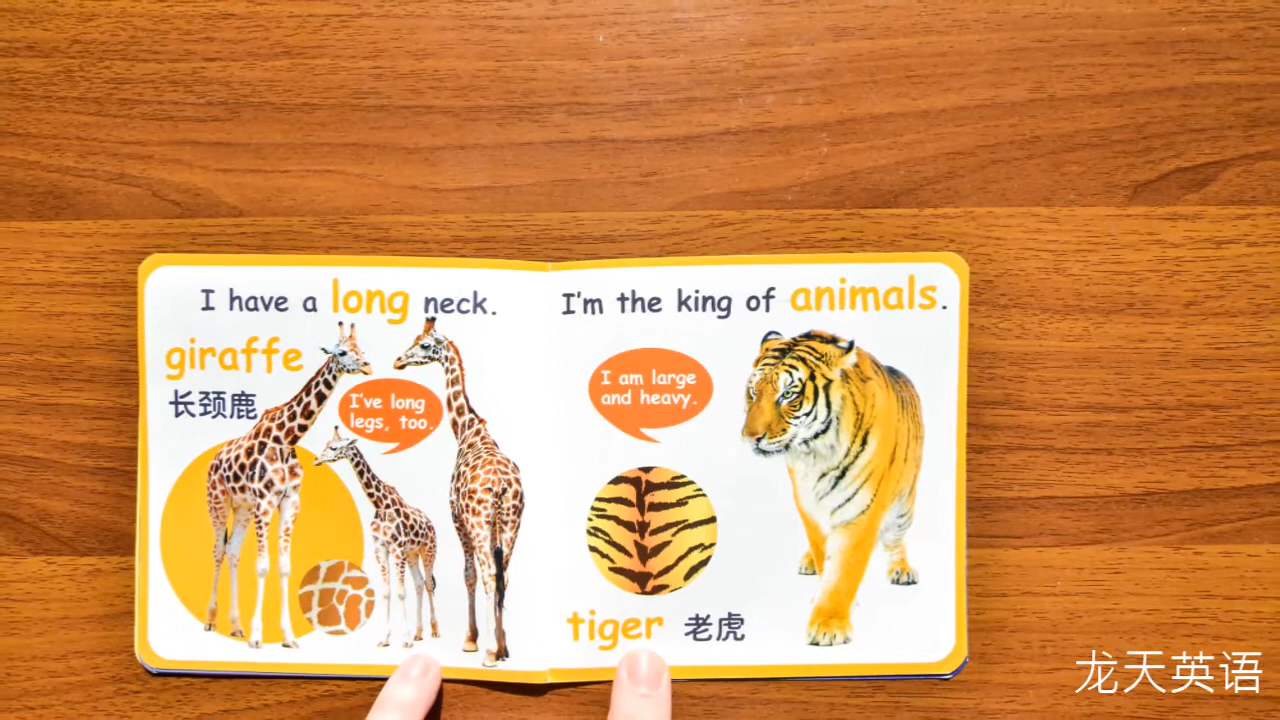 I have a long neck.
giraffe
长颈鹿
I've long
legs, too.
I'm the king of animals.
I am large
and heavy.
tiger 老虎
龙天英语